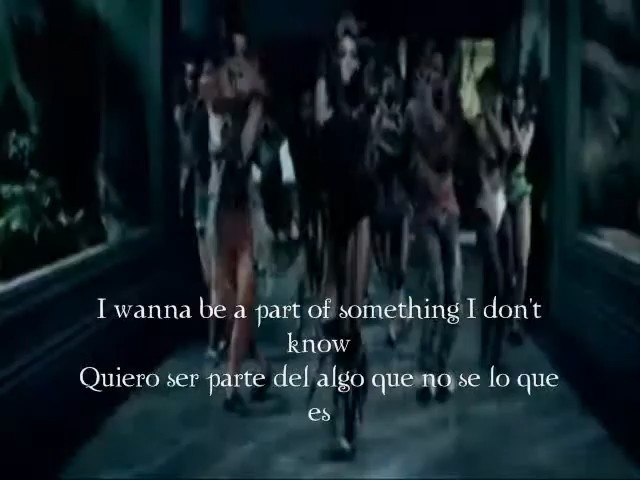 I wanna be a part of something I don't
know
Quiero ser parte del algo que no se lo que
es